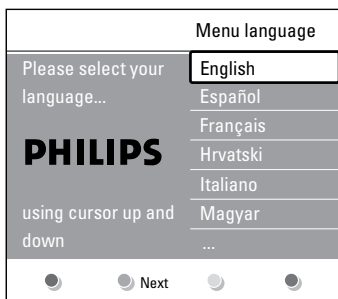 Menu language
Please select your
language...
PHILIPS
using cursor up and
down
English
Español
Français
Hrvatski
Italiano
Magyar
...
Next